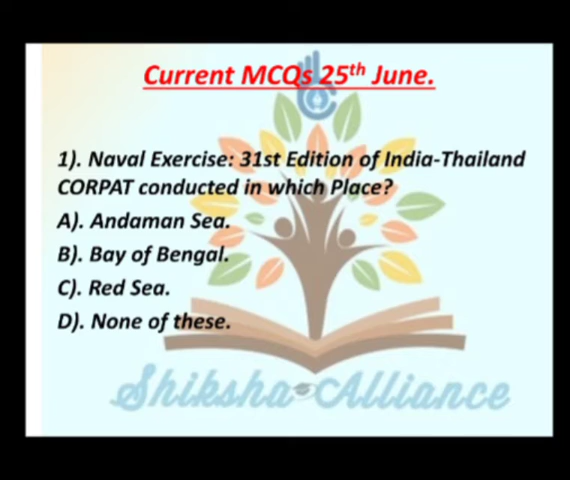 Current MCQs 25th June.
1). Naval Exercise: 31st Edition of India-Thailand
CORPAT conducted in which Place?
A). Andaman Sea.
B). Bay of Bengal.
C). Red Sea.
D). None of these.
Shiksha Alliance